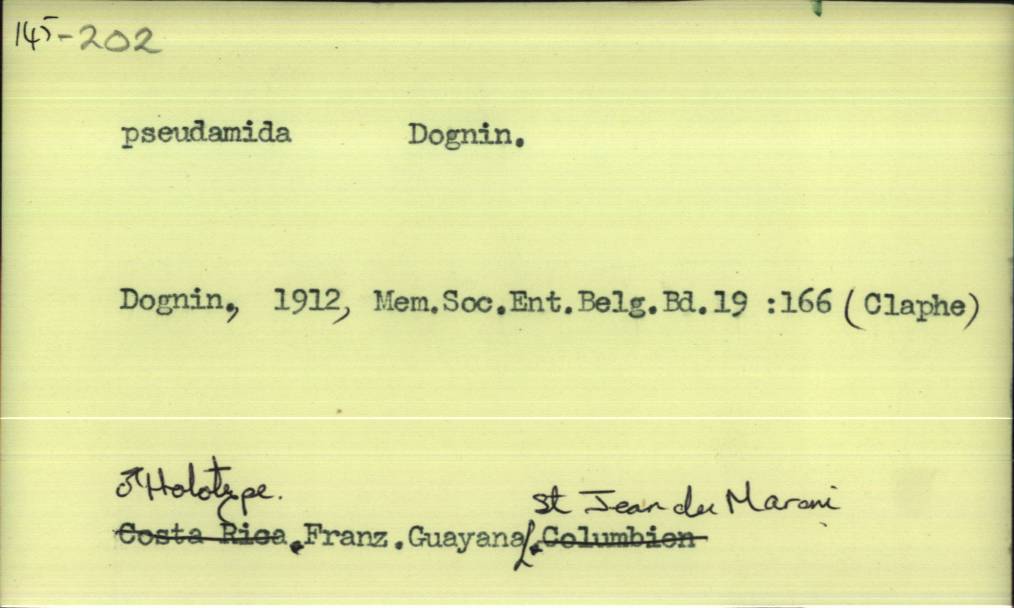 145-202
pseudamida Dognin.
Dognin., 1912, Mem.Soc.Ent.Belg.Bd.19 :166 (Claphe)
♂ Holotype. St Jean du Maroni
Costa Rica.Franz.Guayana,.Columbien